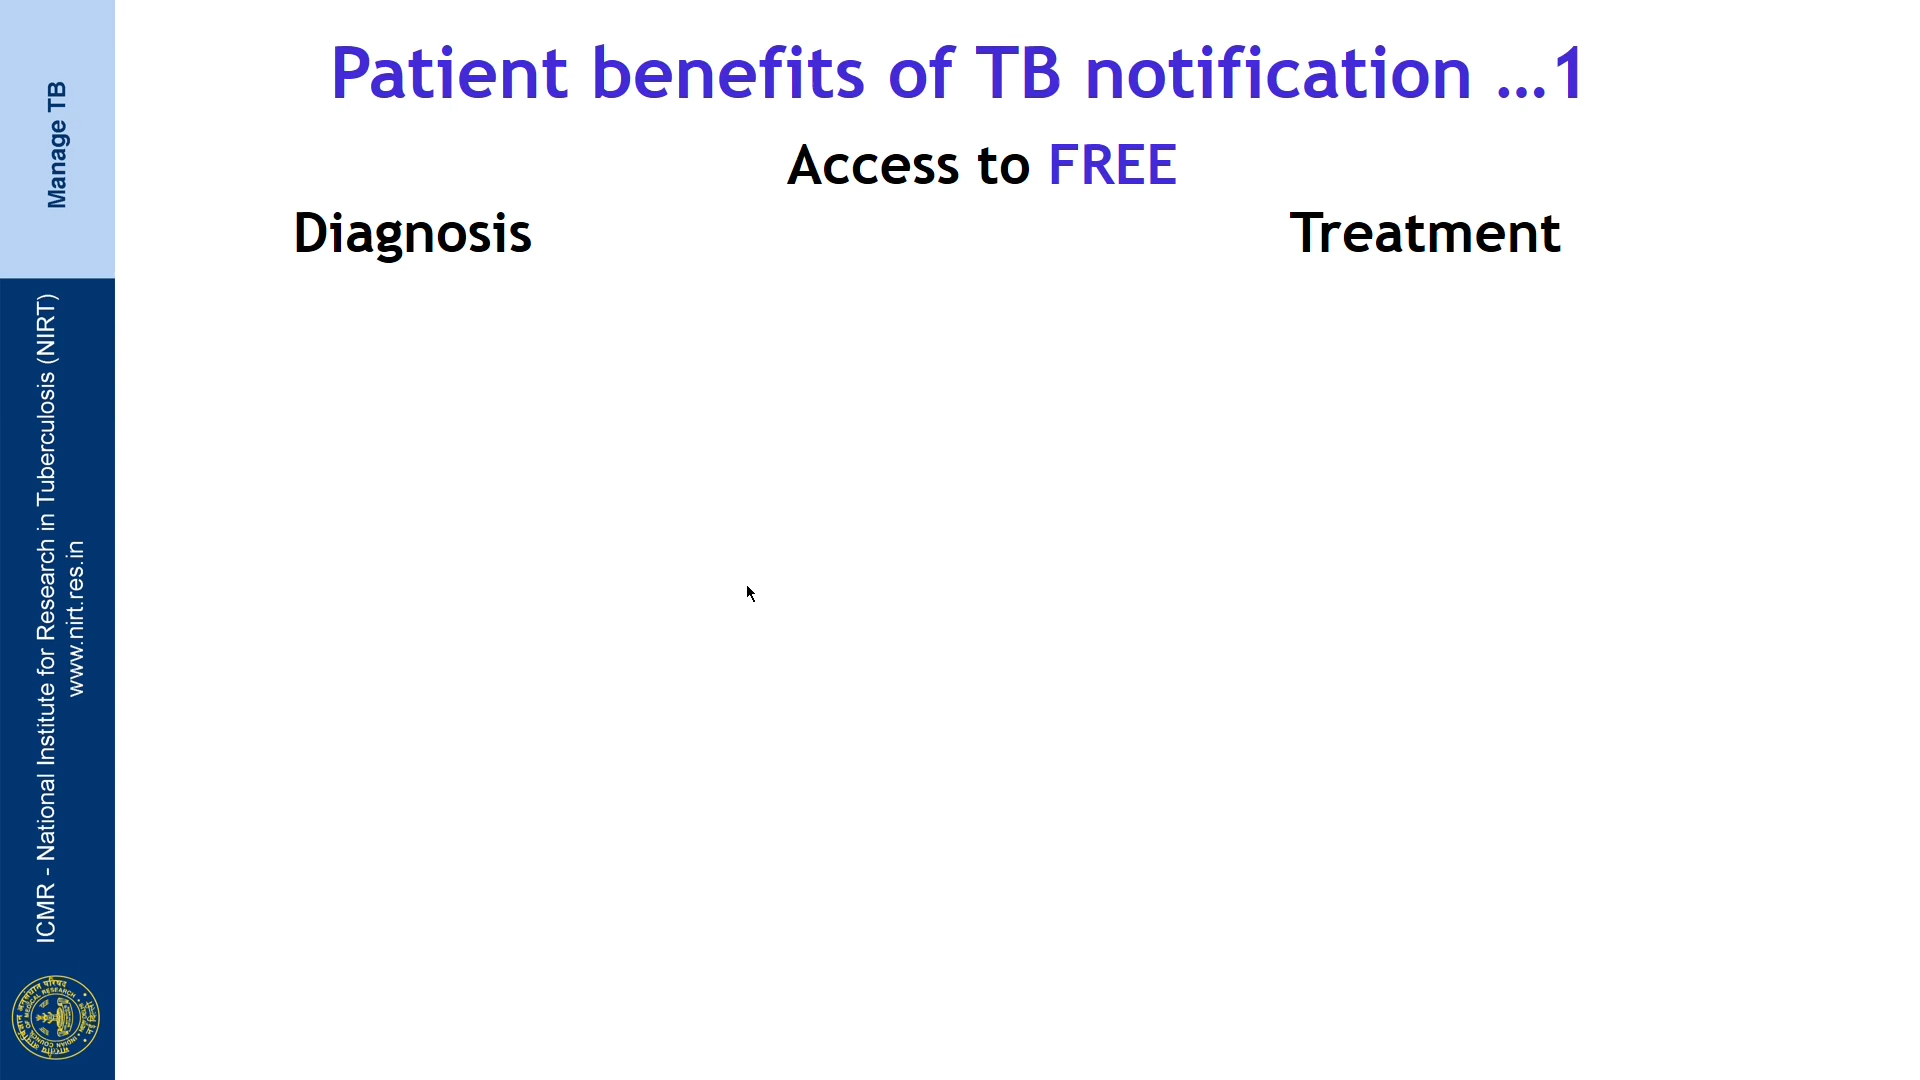 Patient benefits of TB notification ...1
Access to FREE
Diagnosis
Treatment
Manage TB
ICMR - National Institute for Research in Tuberculosis (NIRT)
www.nirt.res.in